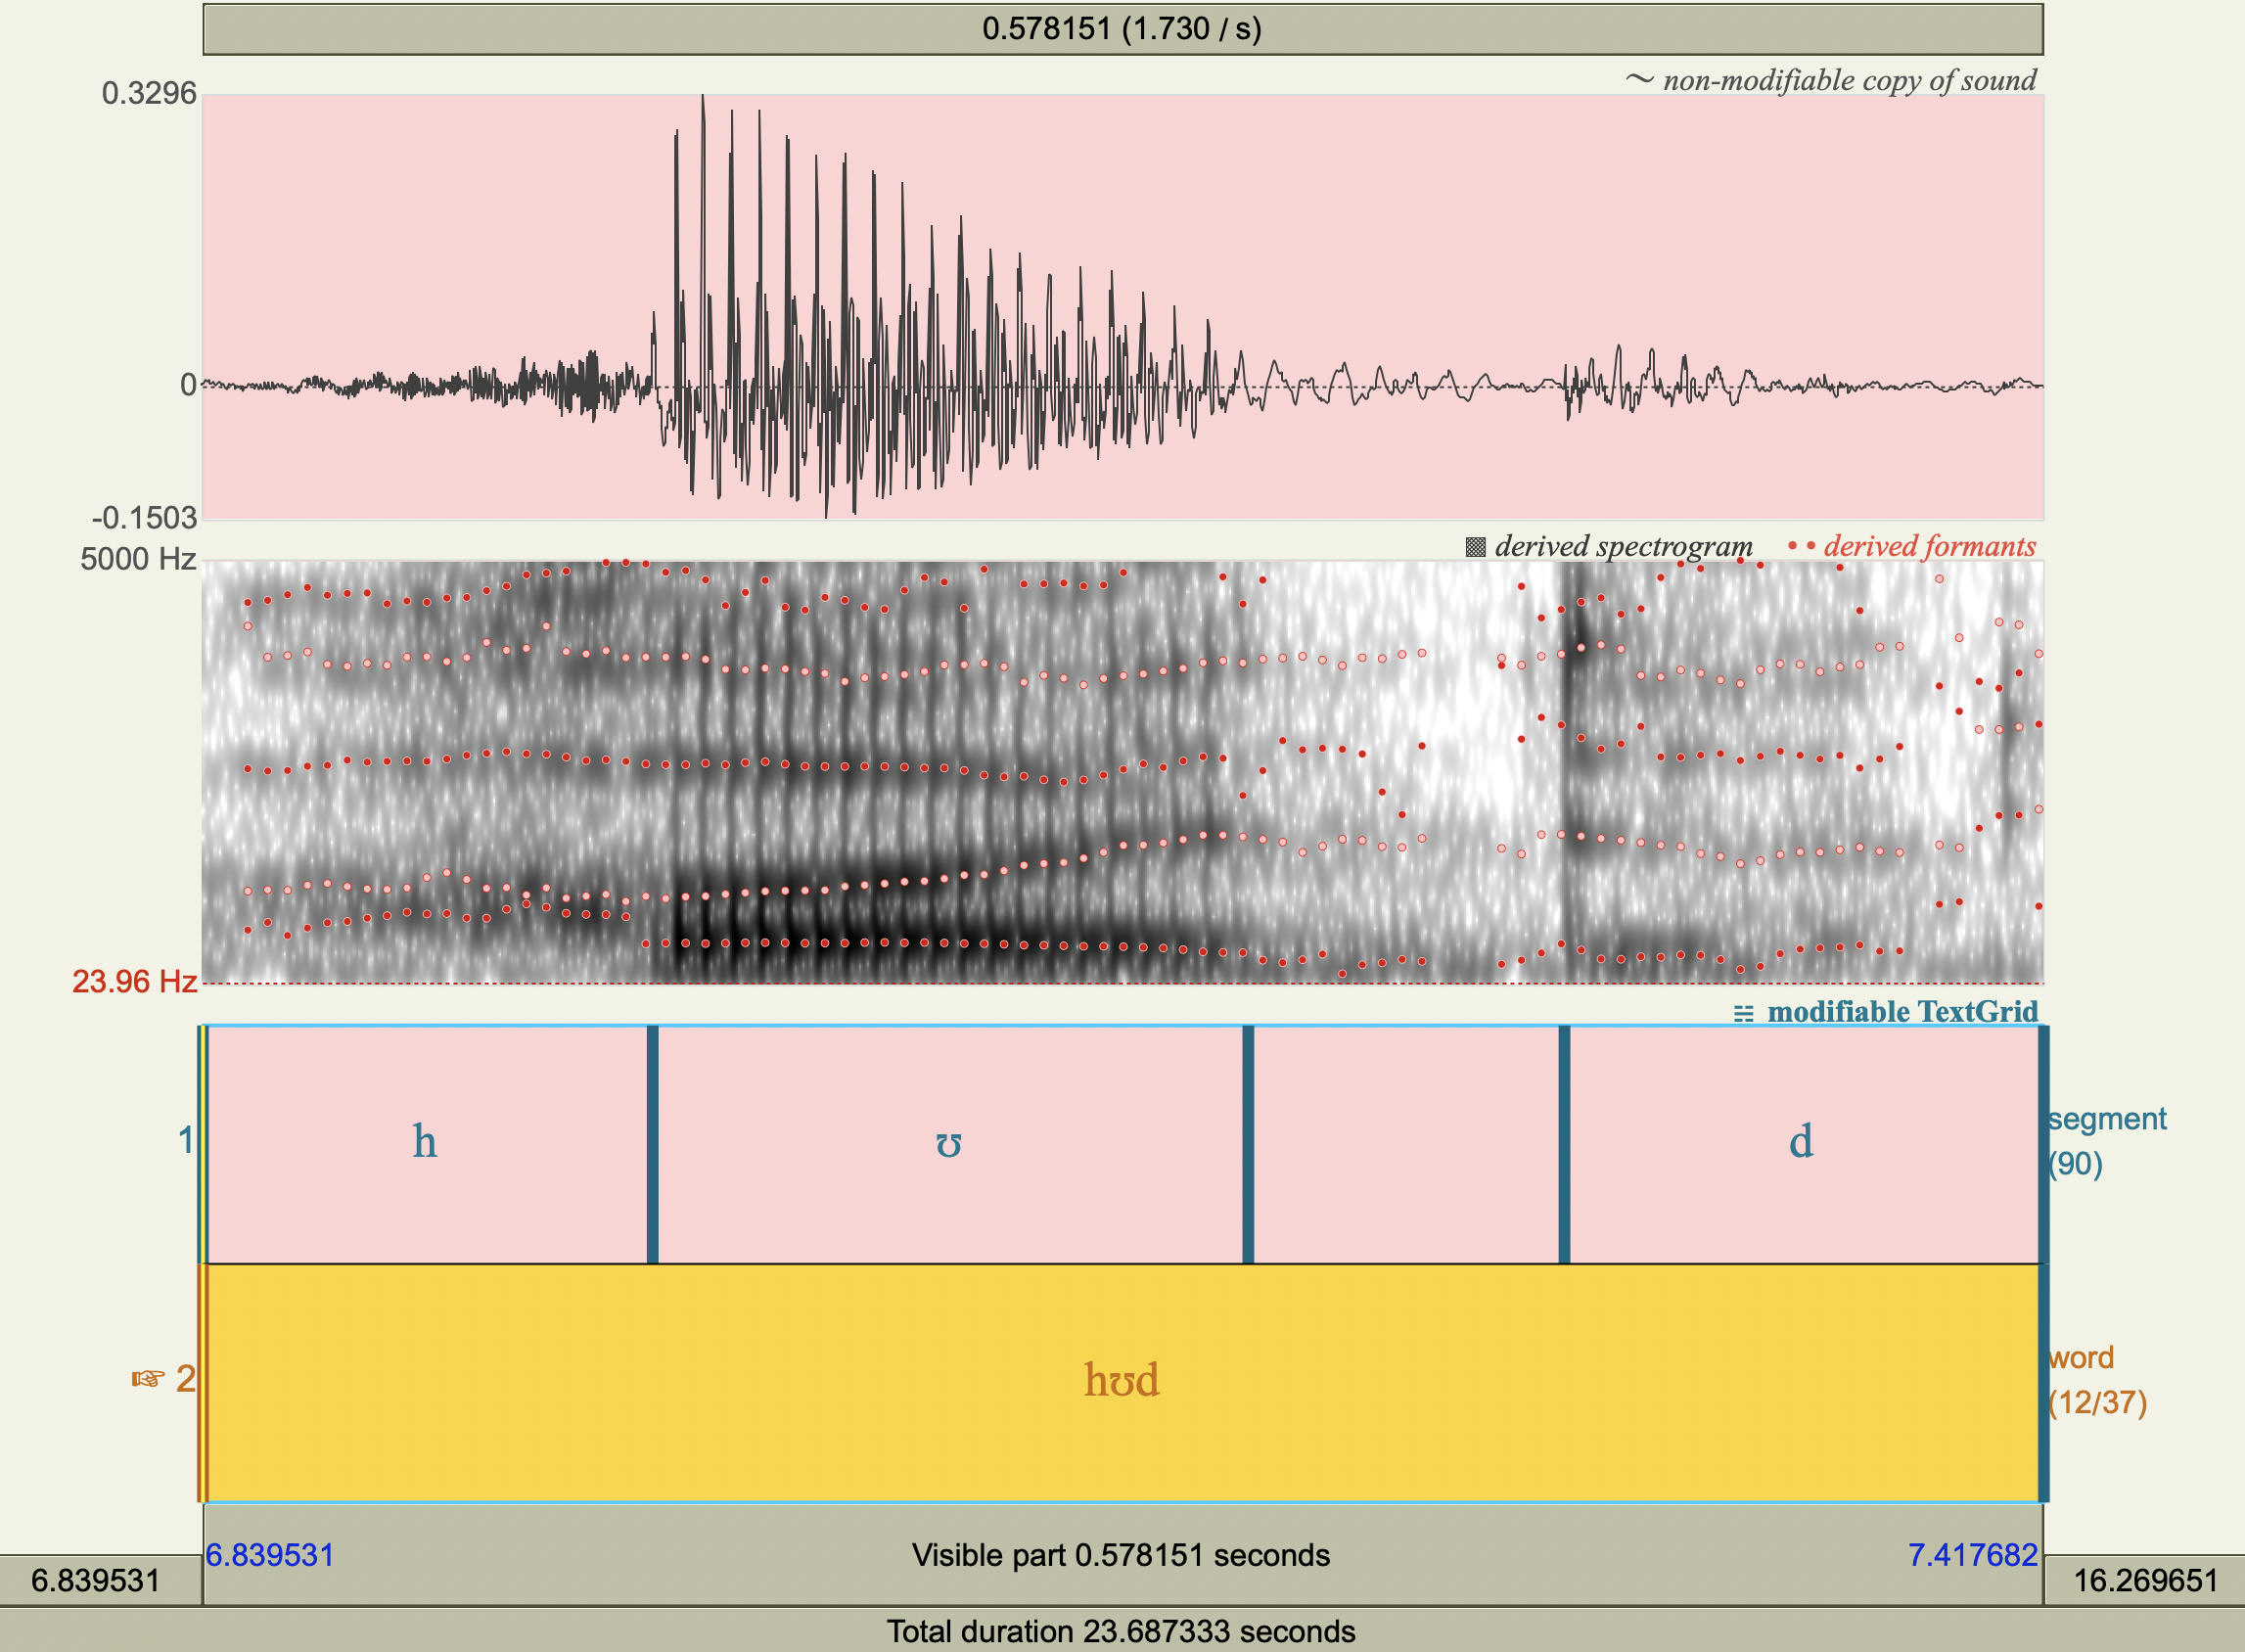 0.578151 (1.730 / s)
0.3296
～ non-modifiable copy of sound
0
-0.1503
5000 Hz
derived spectrogram
derived formants
23.96 Hz
modifiable TextGrid
1
h
ʊ
d
segment
(90)
☞ 2
hʊd
word
(12/37)
6.839531
Visible part 0.578151 seconds
7.417682
6.839531
16.269651
Total duration 23.687333 seconds